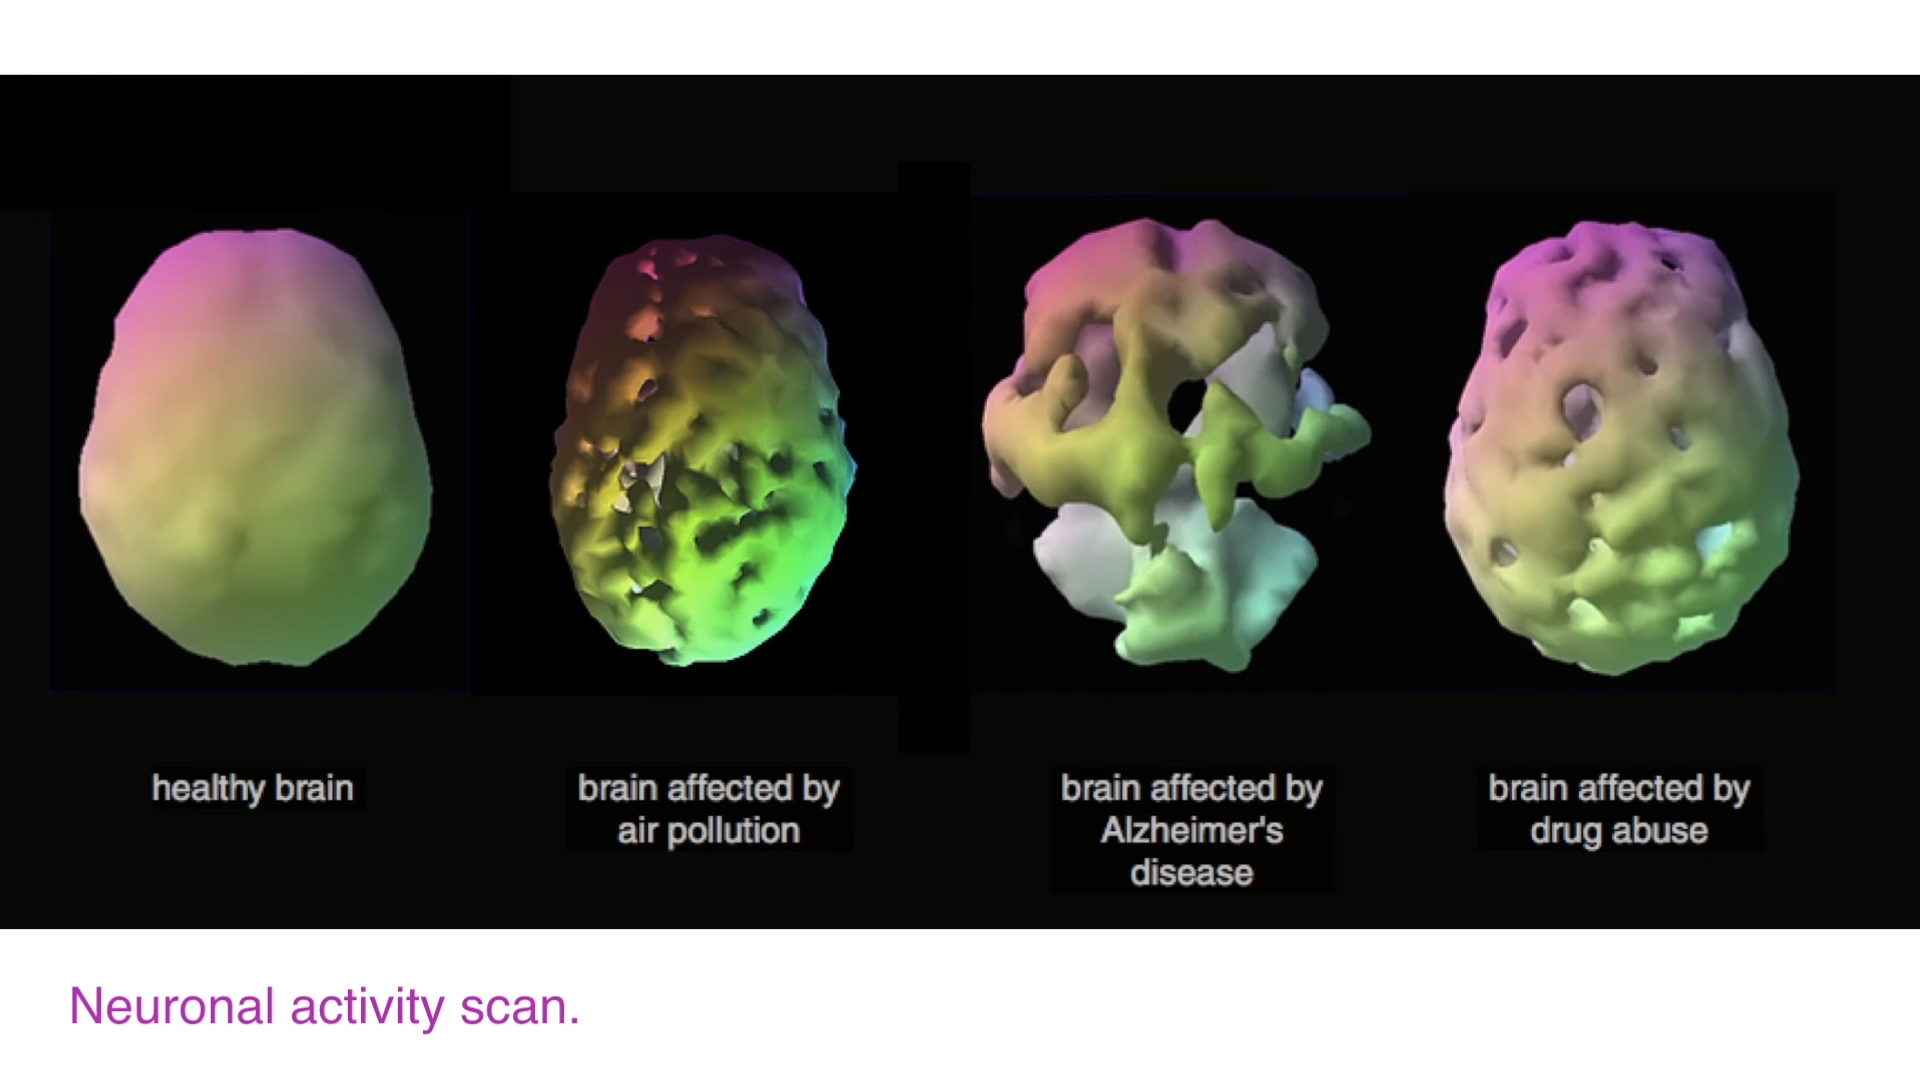 healthy brain
brain affected by
air pollution
brain affected by
Alzheimer's
disease
brain affected by
drug abuse
Neuronal activity scan.